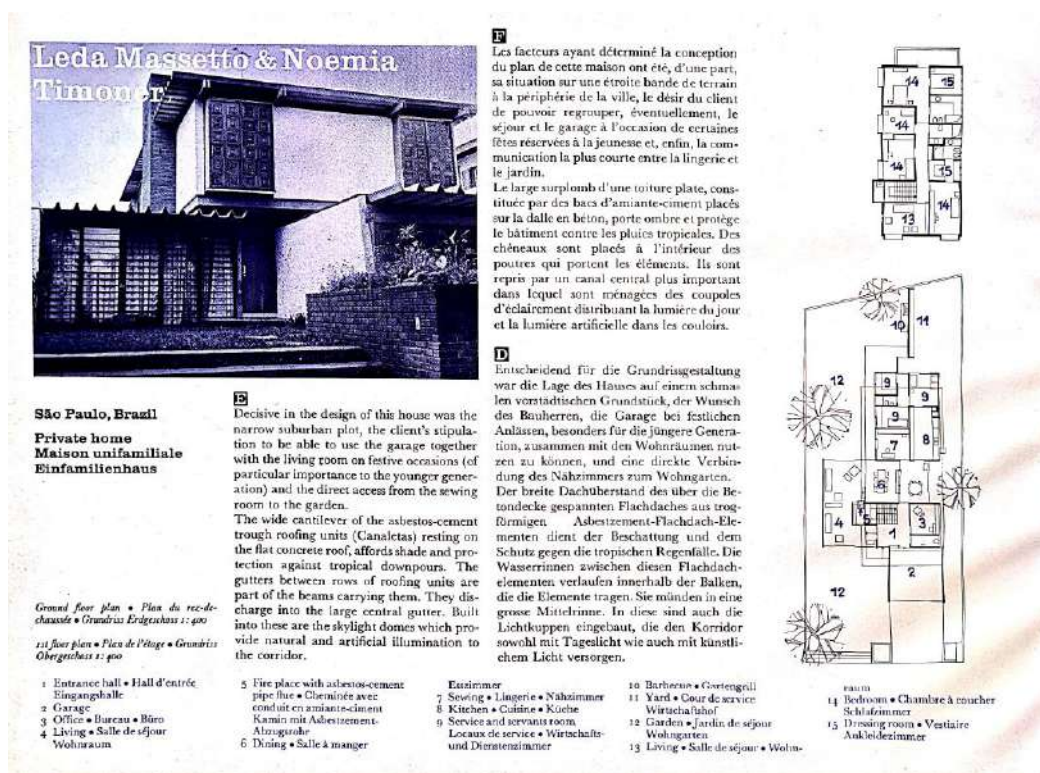 Leda Massetto & Noemia
Timoner
São Paulo, Brazil
Private home
Maison unifamiliale
Einfamilienhaus
Ground floor plan • Plan du rez-de-
chaussée • Grundriss Erdgeschoss 1: 400
1st floor plan • Plan de l'étage • Grundriss
Obergeschoss 1: 400
E
Decisive in the design of this house was the
narrow suburban plot, the client's stipula-
tion to be able to use the garage together
with the living room on festive occasions (of
particular importance to the younger gener-
ation) and the direct access from the sewing
room to the garden.
The wide cantilever of the asbestos-cement
trough roofing units (Canaletas) resting on
the flat concrete roof, affords shade and pro-
tection against tropical downpours. The
gutters between rows of roofing units are
part of the beams carrying them. They dis-
charge into the large central gutter. Built
into these are the skylight domes which pro-
vide natural and artificial illumination to
the corridor.
F
Les facteurs ayant déterminé la conception
du plan de cette maison ont été, d'une part,
sa situation sur une étroite bande de terrain
à la périphérie de la ville, le désir du client
de pouvoir regrouper, éventuellement, le
séjour et le garage à l'occasion de certaines
fêtes réservées à la jeunesse et, enfin, la com-
munication la plus courte entre la lingerie et
le jardin.
Le large surplomb d'une toiture plate, cons-
tituée par des bacs d'amiante-ciment placés
sur la dalle en béton, porte ombre et protège
le bâtiment contre les pluies tropicales. Des
chéneaux sont placés à l'intérieur des
poutres qui portent les éléments. Ils sont
repris par un canal central plus important
dans lequel sont ménagées des coupoles
d'éclairement distribuant la lumière du jour
et la lumière artificielle dans les couloirs.
D
Entscheidend für die Grundrissgestaltung
war die Lage des Hauses auf einem schma-
len vorstädtischen Grundstück, der Wunsch
des Bauherren, die Garage bei festlichen
Anlässen, besonders für die jüngere Genera-
tion, zusammen mit den Wohnräumen nut-
zen zu können, und eine direkte Verbin-
dung des Nähzimmers zum Wohngarten.
Der breite Dachüberstand des über die Be-
tondecke gespannten Flachdaches aus trog-
förmigen Asbestzement-Flachdach-Ele-
menten dient der Beschattung und dem
Schutz gegen die tropischen Regenfälle. Die
Wasserrinnen zwischen diesen Flachdach-
elementen verlaufen innerhalb der Balken,
die die Elemente tragen. Sie münden in eine
grosse Mittelrinne. In diese sind auch die
Lichtkuppen eingebaut, die den Korridor
sowohl mit Tageslicht wie auch mit künstli-
chem Licht versorgen.
14 15
14
14 15
13 14
10 11
12
9 9
9
7 8
6
4 5 1 3
2
12
1 Entrance hall • Hall d'entrée
Eingangshalle
2 Garage
3 Office • Bureau • Büro
4 Living • Salle de séjour
Wohnraum
5 Fire place with asbestos-cement
pipe flue • Cheminée avec
conduit en amiante-ciment
Kamin mit Asbestzement-
Abzugsrohr
6 Dining • Salle à manger
Esszimmer
7 Sewing • Lingerie • Nähzimmer
8 Kitchen • Cuisine • Küche
9 Service and servants room
Locaux de service • Wirtschafts-
und Dienstenzimmer
10 Barbecue • Gartengrill
11 Yard • Cour de service
Wirtschaftshof
12 Garden • Jardin de séjour
Wohngarten
13 Living • Salle de séjour • Wohn-
raum
14 Bedroom • Chambre à coucher
Schlafzimmer
15 Dressing room • Vestiaire
Ankleidezimmer